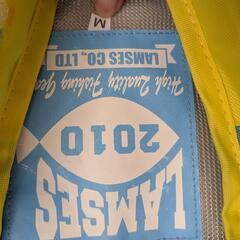 LAMSES
2010
High Quality Fishing Gear
LAMSES CO., LTD
M